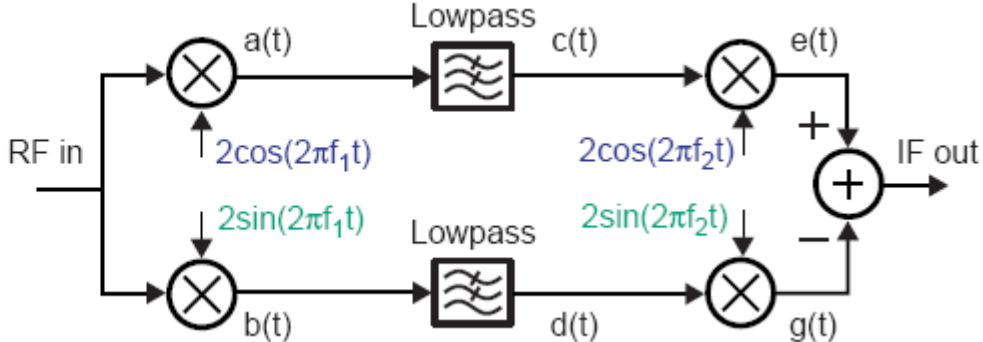 Lowpass
a(t)
c(t)
e(t)
RF in
2cos(2πf₁t)
2cos(2πf₂t)
+
+
IF out
2sin(2πf₁t)
Lowpass
2sin(2πf₂t)
−
b(t)
d(t)
g(t)